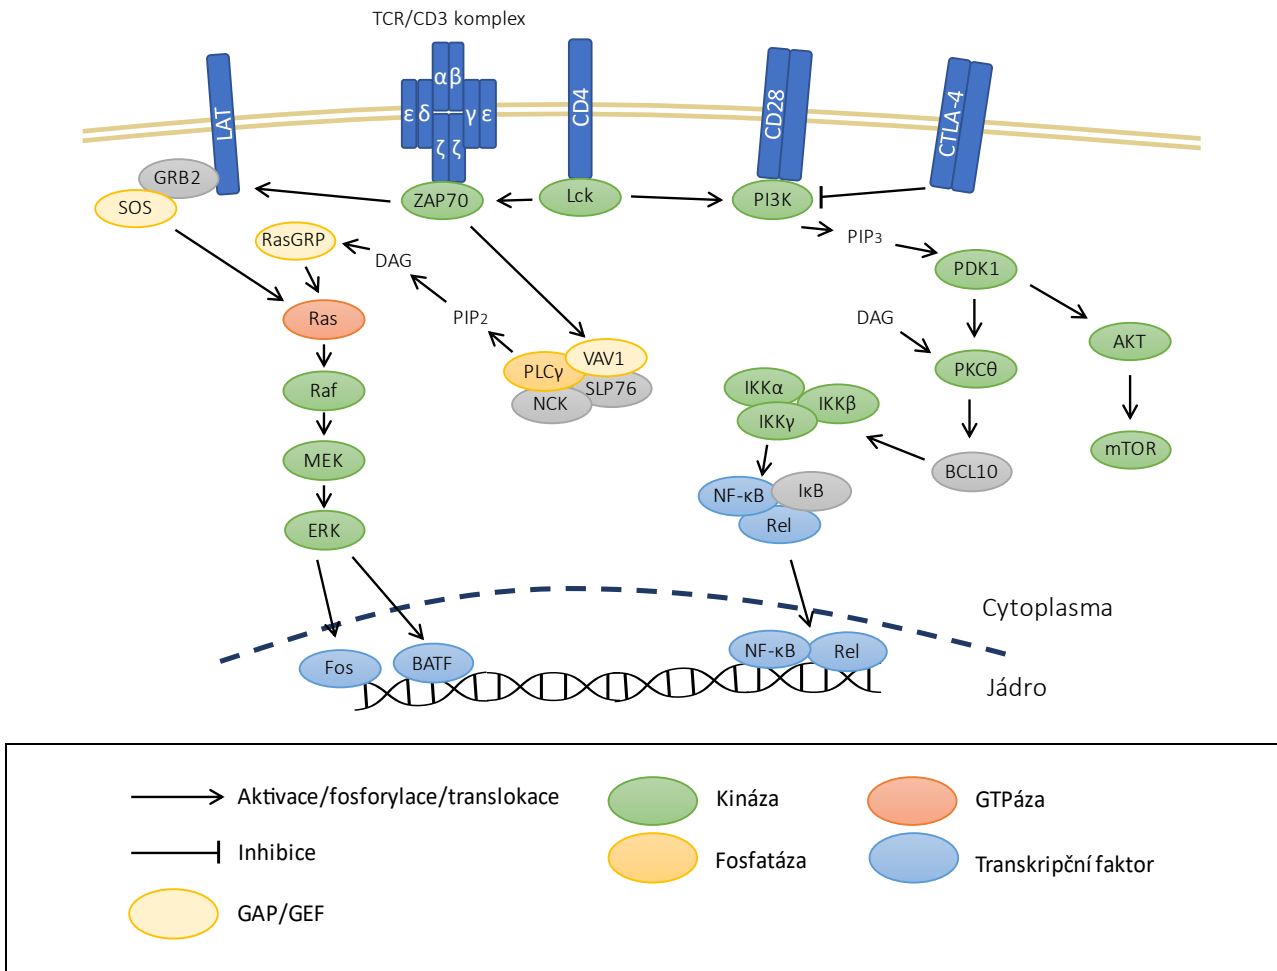 TCR/CD3 komplex
LAT
α β
ε δ γ ε
ζ ζ
CD4
CD28
CTLA-4
GRB2
SOS
ZAP70
Lck
PI3K
RasGRP
DAG
PIP3
PDK1
Ras
PIP2
DAG
AKT
PLCγ
VAV1
SLP76
NCK
PKCθ
Raf
IKKα
IKKβ
IKKγ
MEK
mTOR
BCL10
NF-κB
IκB
Rel
ERK
Cytoplasma
Fos
BATF
NF-κB
Rel
Jádro
Aktivace/fosforylace/translokace
Kináza
GTPáza
Inhibice
Fosfatáza
Transkripční faktor
GAP/GEF